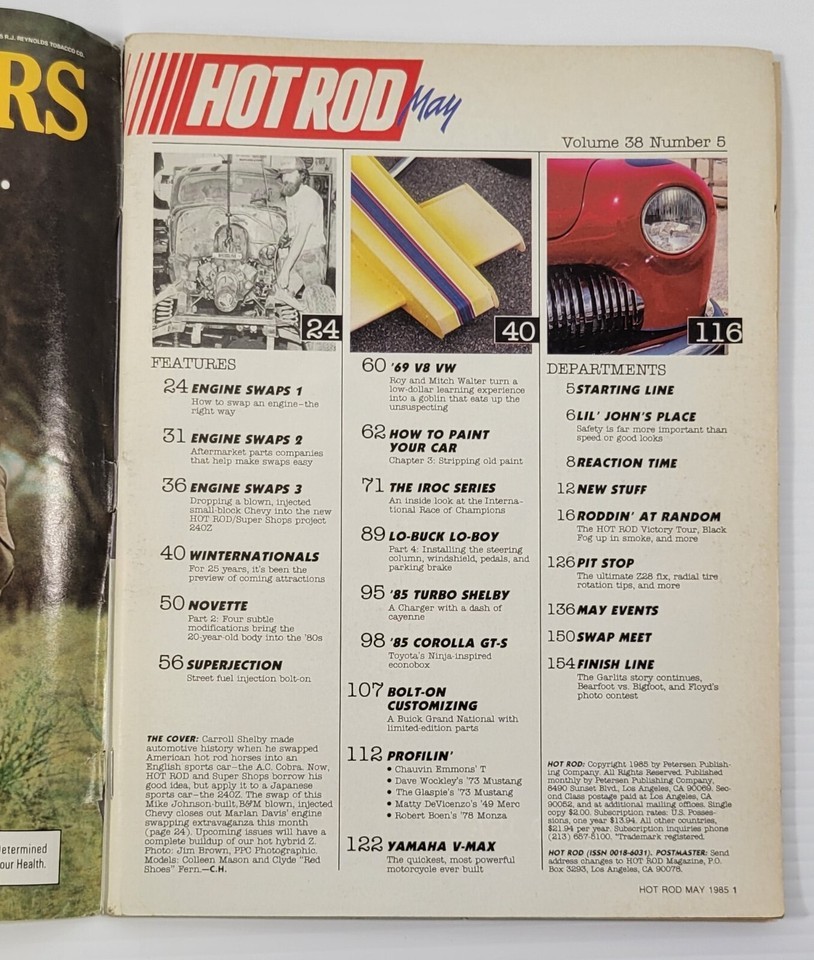 5 R.J. REYNOLDS TOBACCO CO.
RS
etermined
our Health.
HOT ROD May
Volume 38 Number 5
24
40
116
FEATURES
24 ENGINE SWAPS 1
How to swap an engine—the
right way
31 ENGINE SWAPS 2
Aftermarket parts companies
that help make swaps easy
36 ENGINE SWAPS 3
Dropping a blown, injected
small-block Chevy into the new
HOT ROD/Super Shops project
240Z
40 WINTERNATIONALS
For 25 years, it's been the
preview of coming attractions
50 NOVETTE
Part 2: Four subtle
modifications bring the
20-year-old body into the '80s
56 SUPERJECTION
Street fuel injection bolt-on
THE COVER: Carroll Shelby made
automotive history when he swapped
American hot rod horses into an
English sports car—the A.C. Cobra. Now,
HOT ROD and Super Shops borrow his
good idea, but apply it to a Japanese
sports car—the 240Z. The swap of this
Mike Johnson-built, B&M blown, injected
Chevy closes out Marlan Davis' engine
swapping extravaganza this month
(page 24). Upcoming issues will have a
complete buildup of our hot hybrid Z.
Photo: Jim Brown, PPC Photographic.
Models: Colleen Mason and Clyde "Red
Shoes" Fern.—C.H.
60 '69 V8 VW
Roy and Mitch Walter turn a
low-dollar learning experience
into a goblin that eats up the
unsuspecting
62 HOW TO PAINT
YOUR CAR
Chapter 3: Stripping old paint
71 THE IROC SERIES
An inside look at the Interna-
tional Race of Champions
89 LO-BUCK LO-BOY
Part 4: Installing the steering
column, windshield, pedals, and
parking brake
95 '85 TURBO SHELBY
A Charger with a dash of
cayenne
98 '85 COROLLA GT-S
Toyota's Ninja-inspired
econobox
107 BOLT-ON
CUSTOMIZING
A Buick Grand National with
limited-edition parts
112 PROFILIN'
• Chauvin Emmons' T
• Dave Wockley's '73 Mustang
• The Glaspie's '73 Mustang
• Matty DeVicenzo's '49 Merc
• Robert Boen's '78 Monza
122 YAMAHA V-MAX
The quickest, most powerful
motorcycle ever built
DEPARTMENTS
5 STARTING LINE
6 LIL' JOHN'S PLACE
Safety is far more important than
speed or good looks
8 REACTION TIME
12 NEW STUFF
16 RODDIN' AT RANDOM
The HOT ROD Victory Tour, Black
Fog up in smoke, and more
126 PIT STOP
The ultimate Z28 fix, radial tire
rotation tips, and more
136 MAY EVENTS
150 SWAP MEET
154 FINISH LINE
The Garlits story continues,
Bearfoot vs. Bigfoot, and Floyd's
photo contest
HOT ROD: Copyright 1985 by Petersen Publish-
ing Company. All Rights Reserved. Published
monthly by Petersen Publishing Company,
8490 Sunset Blvd., Los Angeles, CA 90069. Sec-
ond Class postage paid at Los Angeles, CA
90052, and at additional mailing offices. Single
copy $2.00. Subscription rates: U.S. Posses-
sions, one year $13.94. All other countries,
$21.94 per year. Subscription inquiries phone
(213) 657-5100. *Trademark registered.
HOT ROD (ISSN 0018-6031). POSTMASTER: Send
address changes to HOT ROD Magazine, P.O.
Box 3293, Los Angeles, CA 90078.
HOT ROD MAY 1985 1